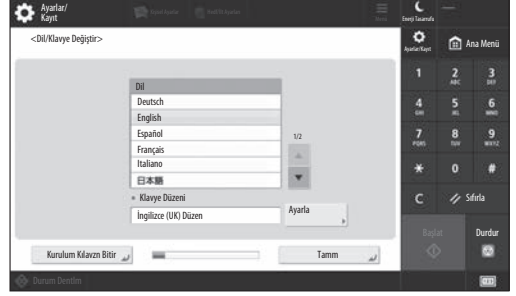 Ayarlar/
Kayıt
Enerji Tasarrufu
<Dil/Klavye Değiştir>
Ayarlar/Kayıt
Ana Menü
Dil
Deutsch
English
Español
Français
Italiano
日本語
1/2
Klavye Düzeni
İngilizce (UK) Düzen
Ayarla
Kurulum Kılavzn Bitir
Tamm
1
2 ABC
3 DEF
4 GHI
5 JKL
6 MNO
7 PQRS
8 TUV
9 WXYZ
* 0 #
C
Sıfırla
Başlat
Durdur
Durum Dentim